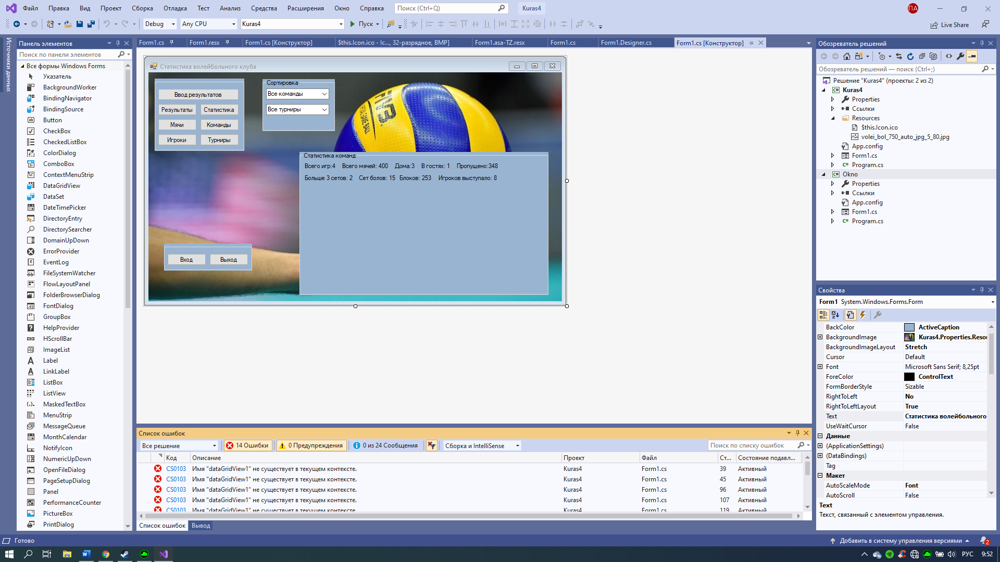 Файл Правка Вид Проект Сборка Отладка Тест Анализ Средства Расширения Окно Справка Поиск (Ctrl+Q) Kuras4 ПА
Debug Any CPU Kuras4 Пуск Live Share
Источники данных
Панель элементов
Поиск по панели элементов
Все формы Windows Forms
Указатель
BackgroundWorker
BindingNavigator
BindingSource
Button
CheckBox
CheckedListBox
ColorDialog
ComboBox
ContextMenuStrip
DataGridView
DataSet
DateTimePicker
DirectoryEntry
DirectorySearcher
DomainUpDown
ErrorProvider
EventLog
FileSystemWatcher
FlowLayoutPanel
FolderBrowserDialog
FontDialog
GroupBox
HelpProvider
HScrollBar
ImageList
Label
LinkLabel
ListBox
ListView
MaskedTextBox
MenuStrip
MessageQueue
MonthCalendar
NotifyIcon
NumericUpDown
OpenFileDialog
PageSetupDialog
Panel
PerformanceCounter
PictureBox
PrintDialog
Form1.cs Form1.resx Form1.cs [Конструктор] $this.Icon.ico - Ic..., 32-разрядное, BMP] Form1.asa-TZ.resx Form1.cs Form1.Designer.cs Form1.cs [Конструктор]
Статистика волейбольного клуба
Ввод результатов
Результаты Статистика
Мячи Команды
Игроки Турниры
Сортировка
Все команды
Все турниры
Статистика команд
Всего игр:4 Всего мячей: 400 Дома:3 В гостях: 1 Пропущено:348
Больше 3 сетов: 2 Сет болов: 15 Блоков: 253 Игроков выступало: 8
Вход Выход
Список ошибок
Все решение 14 Ошибки 0 Предупреждения 0 из 24 Сообщения Сборка и IntelliSense Поиск по списку ошибок
Код Описание Проект Файл Ст... Состояние подавл...
CS0103 Имя "dataGridView1" не существует в текущем контексте. Kuras4 Form1.cs 39 Активный
CS0103 Имя "dataGridView1" не существует в текущем контексте. Kuras4 Form1.cs 45 Активный
CS0103 Имя "dataGridView1" не существует в текущем контексте. Kuras4 Form1.cs 96 Активный
CS0103 Имя "dataGridView1" не существует в текущем контексте. Kuras4 Form1.cs 107 Активный
CS0103 Имя "dataGridView1" не существует в текущем контексте. Kuras4 Form1.cs 119 Активный
Список ошибок Вывод
Обозреватель решений
Обозреватель решений — поиск (Ctrl+;)
Решение "Kuras4" (проекты: 2 из 2)
Kuras4
Properties
Ссылки
Resources
$this.Icon.ico
volei_bol_750_auto_jpg_5_80.jpg
App.config
Form1.cs
Program.cs
Okno
Properties
Ссылки
App.config
Form1.cs
Program.cs
Свойства
Form1 System.Windows.Forms.Form
BackColor ActiveCaption
BackgroundImage Kuras4.Properties.Resou
BackgroundImageLayout Stretch
Cursor Default
Font Microsoft Sans Serif; 8,25pt
ForeColor ControlText
FormBorderStyle Sizable
RightToLeft No
RightToLeftLayout True
Text Статистика волейбольного
UseWaitCursor False
Данные
(ApplicationSettings)
(DataBindings)
Tag
Макет
AutoScaleMode Font
AutoScroll False
Text
Текст, связанный с элементом управления.
Готово Добавить в систему управления версиями 2
РУС 9:52